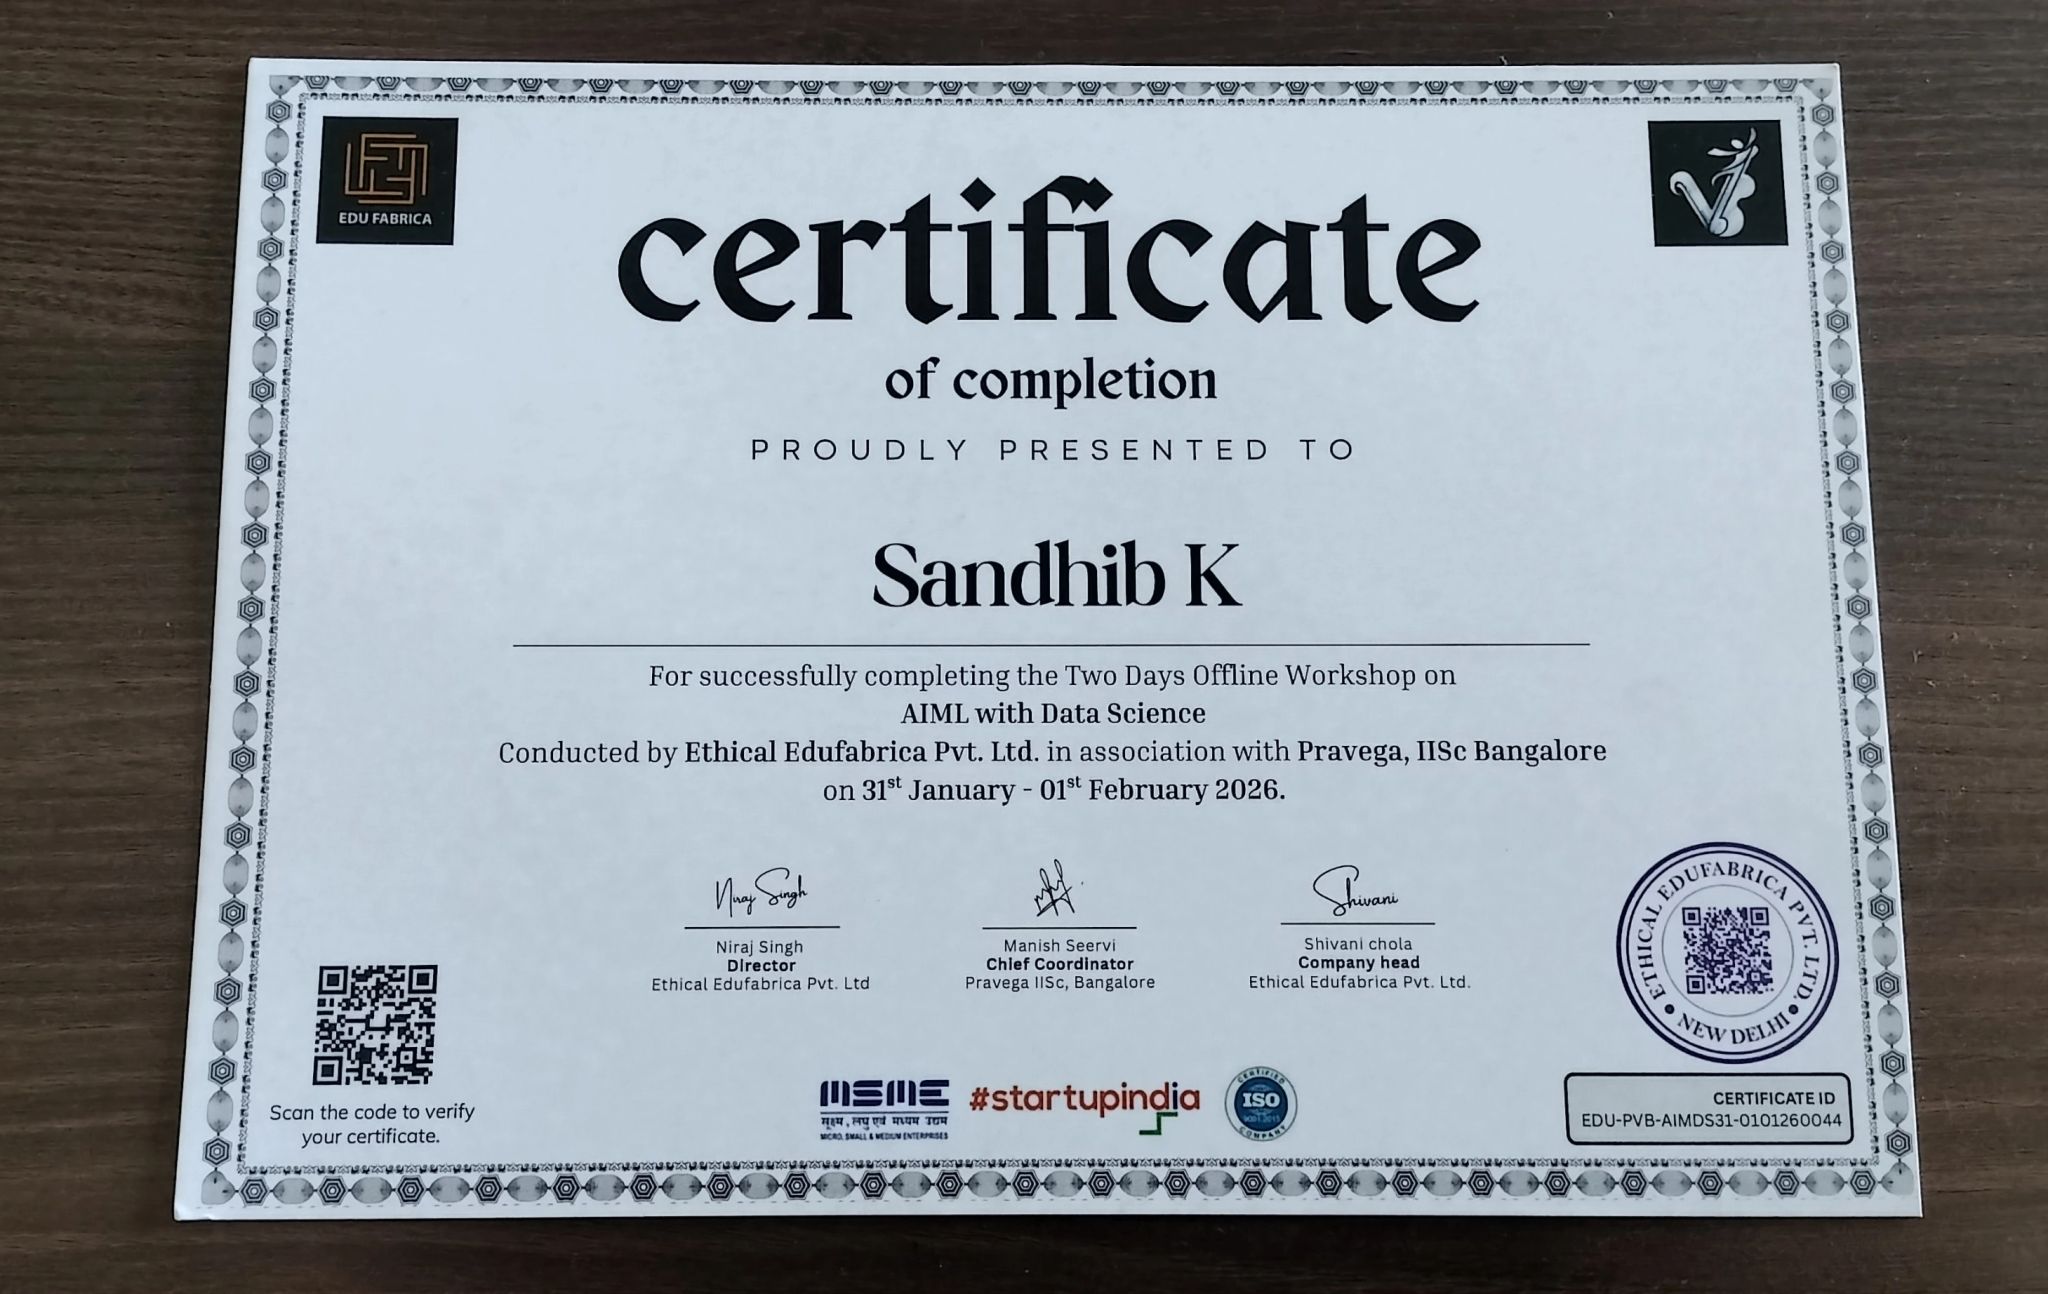 EDU FABRICA
certificate
of completion
PROUDLY PRESENTED TO
Sandhib K
For successfully completing the Two Days Offline Workshop on
AIML with Data Science
Conducted by Ethical Edufabrica Pvt. Ltd. in association with Pravega, IISc Bangalore
on 31st January - 01st February 2026.
Niraj Singh
Niraj Singh
Director
Ethical Edufabrica Pvt. Ltd
Manish Seervi
Chief Coordinator
Pravega IISc, Bangalore
Shivani
Shivani chola
Company head
Ethical Edufabrica Pvt. Ltd.
ETHICAL EDUFABRICA PVT. LTD.
NEW DELHI
Scan the code to verify
your certificate.
MSME
सूक्ष्म, लघु एवं मध्यम उद्यम
MICRO, SMALL & MEDIUM ENTERPRISES
#startupindia
CERTIFIED
ISO
9001:2015
COMPANY
CERTIFICATE ID
EDU-PVB-AIMDS31-0101260044